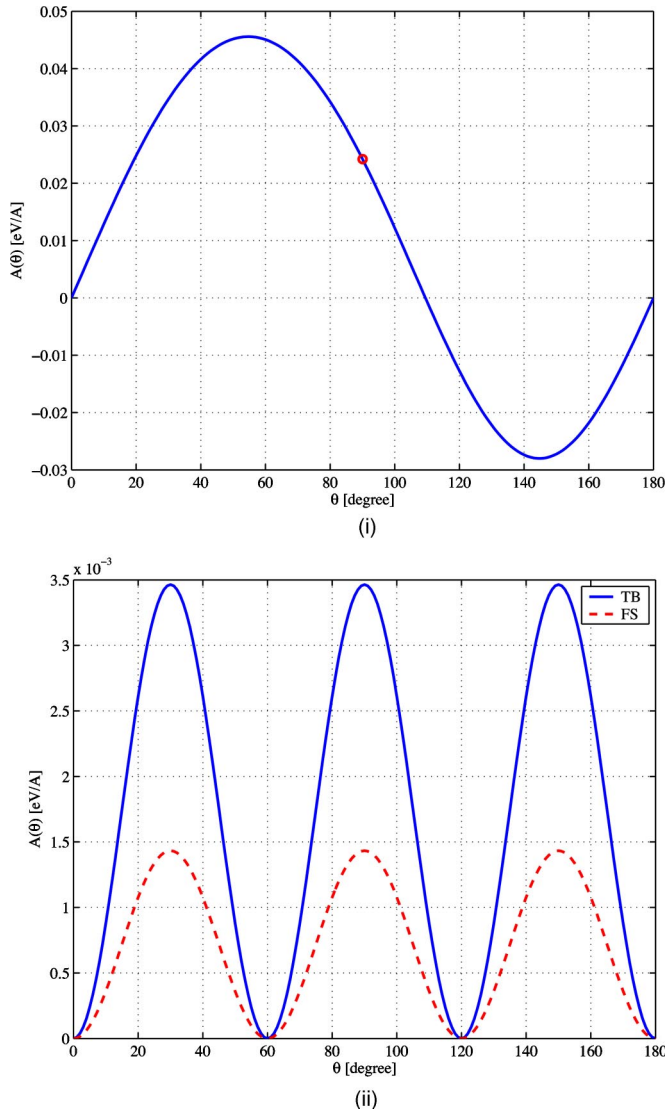 0.05
0.04
0.03
0.02
0.01
0
−0.01
−0.02
−0.03
A(θ) [eV/A]
0 20 40 60 80 100 120 140 160 180
θ [degree]
(i)
x 10⁻³
3.5
3
2.5
2
1.5
1
0.5
0
A(θ) [eV/A]
TB
FS
0 20 40 60 80 100 120 140 160 180
θ [degree]
(ii)